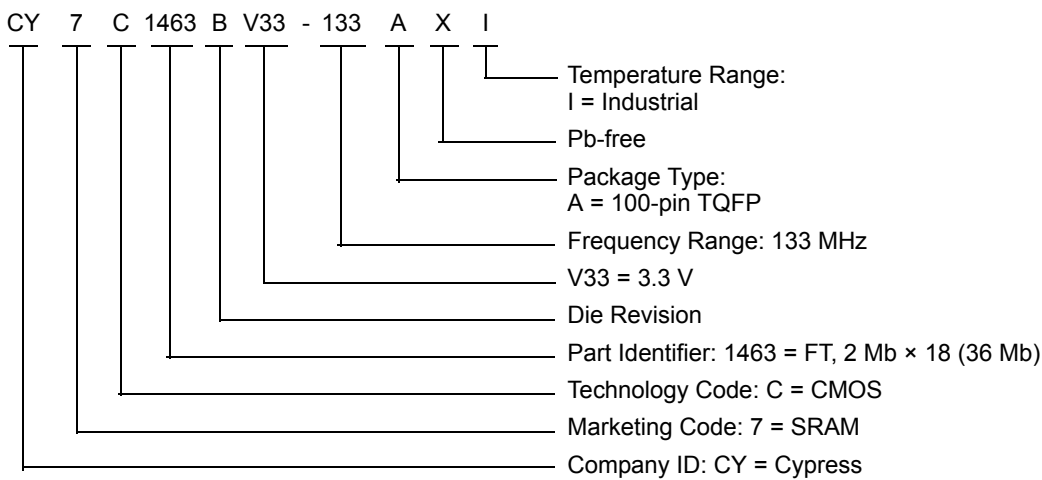 CY 7 C 1463 B V33 - 133 A X I
Temperature Range:
I = Industrial
Pb-free
Package Type:
A = 100-pin TQFP
Frequency Range: 133 MHz
V33 = 3.3 V
Die Revision
Part Identifier: 1463 = FT, 2 Mb × 18 (36 Mb)
Technology Code: C = CMOS
Marketing Code: 7 = SRAM
Company ID: CY = Cypress